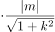 · |m| / √(1 + k²)